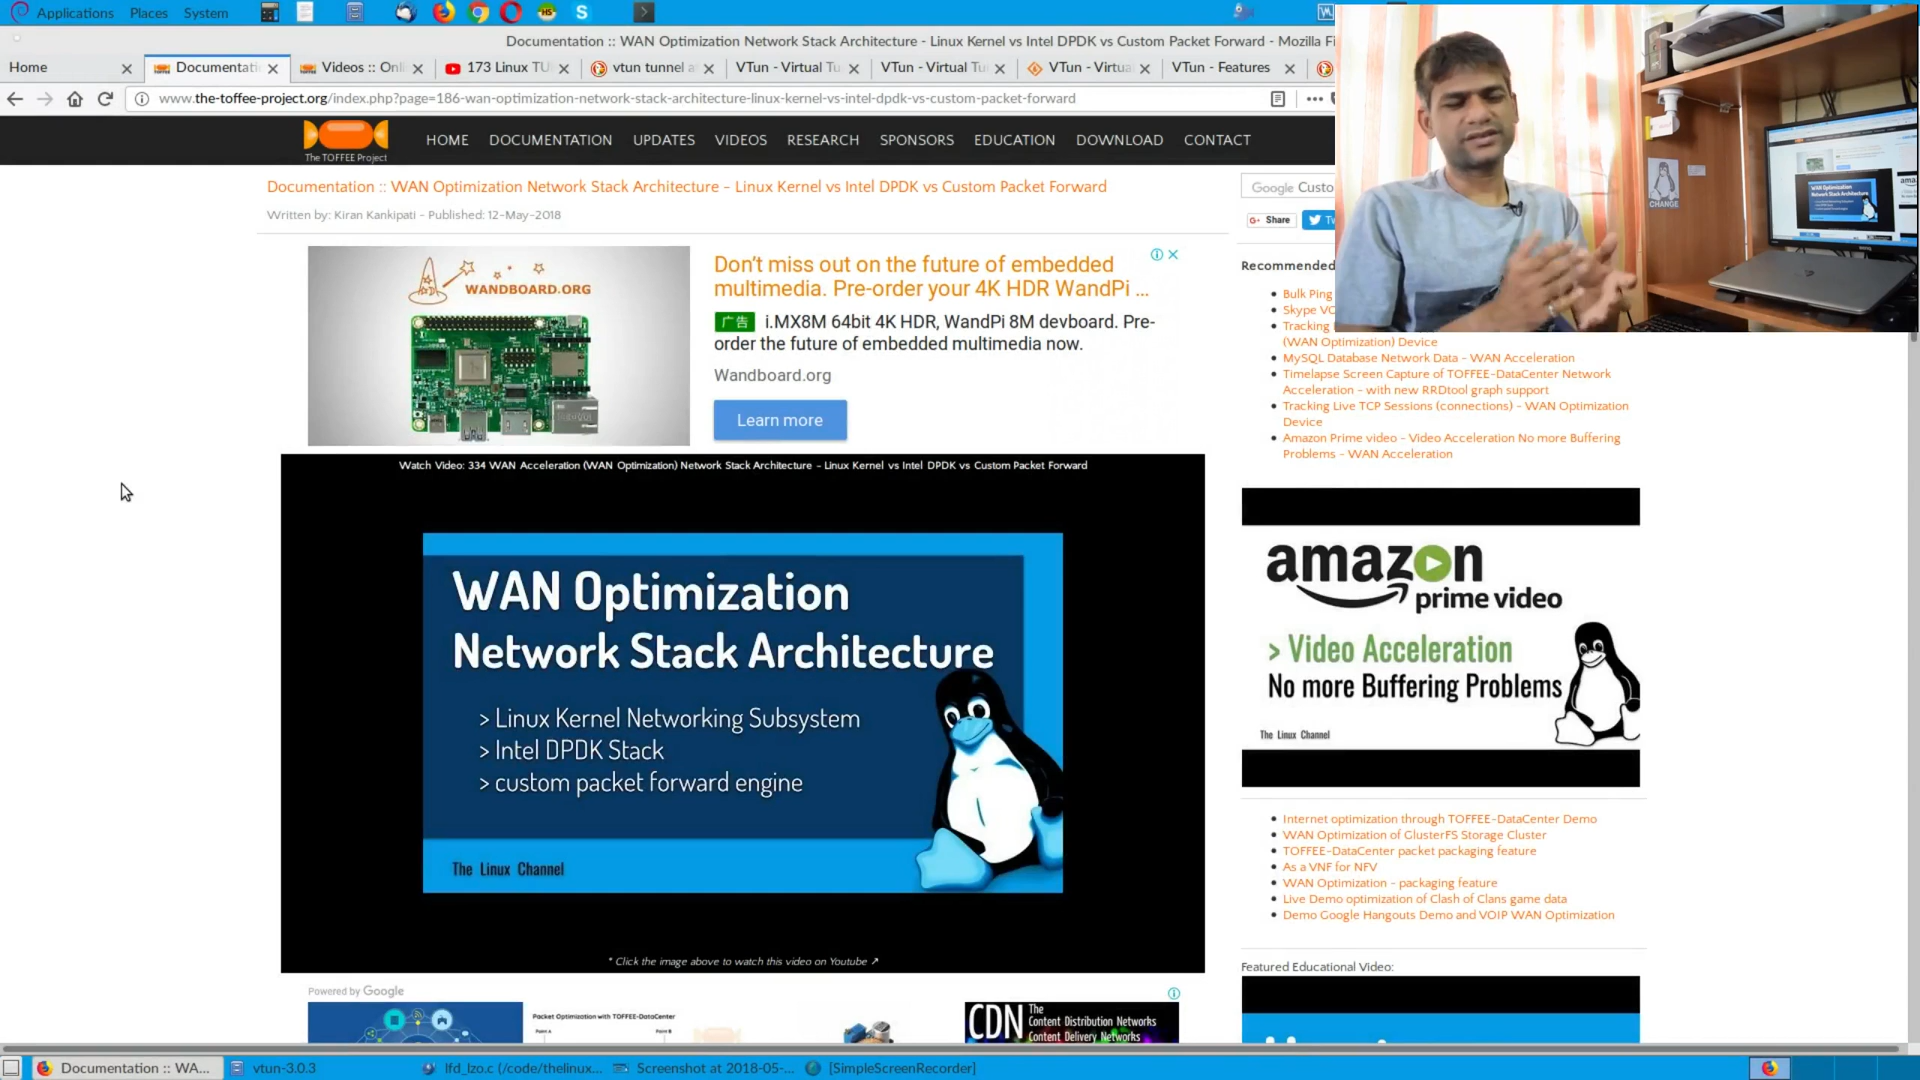 Applications Places System
Documentation :: WAN Optimization Network Stack Architecture - Linux Kernel vs Intel DPDK vs Custom Packet Forward - Mozilla Fi
Home
Documentati
Videos :: Onl
173 Linux TU
vtun tunnel a
VTun - Virtual Tu
VTun - Virtual Tu
VTun - Virtua
VTun - Features
www.the-toffee-project.org/index.php?page=186-wan-optimization-network-stack-architecture-linux-kernel-vs-intel-dpdk-vs-custom-packet-forward
The TOFFEE Project
HOME DOCUMENTATION UPDATES VIDEOS RESEARCH SPONSORS EDUCATION DOWNLOAD CONTACT
Documentation :: WAN Optimization Network Stack Architecture – Linux Kernel vs Intel DPDK vs Custom Packet Forward
Written by: Kiran Kankipati - Published: 12-May-2018
WANDBOARD.ORG
Don't miss out on the future of embedded
multimedia. Pre-order your 4K HDR WandPi ...
广告 i.MX8M 64bit 4K HDR, WandPi 8M devboard. Pre-
order the future of embedded multimedia now.
Wandboard.org
Learn more
Watch Video: 334 WAN Acceleration (WAN Optimization) Network Stack Architecture – Linux Kernel vs Intel DPDK vs Custom Packet Forward
WAN Optimization
Network Stack Architecture
> Linux Kernel Networking Subsystem
> Intel DPDK Stack
> custom packet forward engine
The Linux Channel
* Click the image above to watch this video on Youtube ↗
Powered by Google
Packet Optimization with TOFFEE-DataCenter
Point A Point B
CDN The
Content Distribution Networks
Content Delivery Networks
Google Custo
G+ Share
Tw
Recommended
Bulk Ping
Skype VO
Tracking
(WAN Optimization) Device
MySQL Database Network Data – WAN Acceleration
Timelapse Screen Capture of TOFFEE-DataCenter Network
Acceleration – with new RRDtool graph support
Tracking Live TCP Sessions (connections) – WAN Optimization
Device
Amazon Prime video – Video Acceleration No more Buffering
Problems – WAN Acceleration
amazon
prime video
> Video Acceleration
No more Buffering Problems
The Linux Channel
Internet optimization through TOFFEE-DataCenter Demo
WAN Optimization of GlusterFS Storage Cluster
TOFFEE-DataCenter packet packaging feature
As a VNF for NFV
WAN Optimization – packaging feature
Live Demo optimization of Clash of Clans game data
Demo Google Hangouts Demo and VOIP WAN Optimization
Featured Educational Video:
CHANGE
WAN Optimization
Network Stack Architecture
Documentation :: WA...
vtun-3.0.3
lfd_lzo.c (/code/thelinux...
Screenshot at 2018-05-...
[SimpleScreenRecorder]